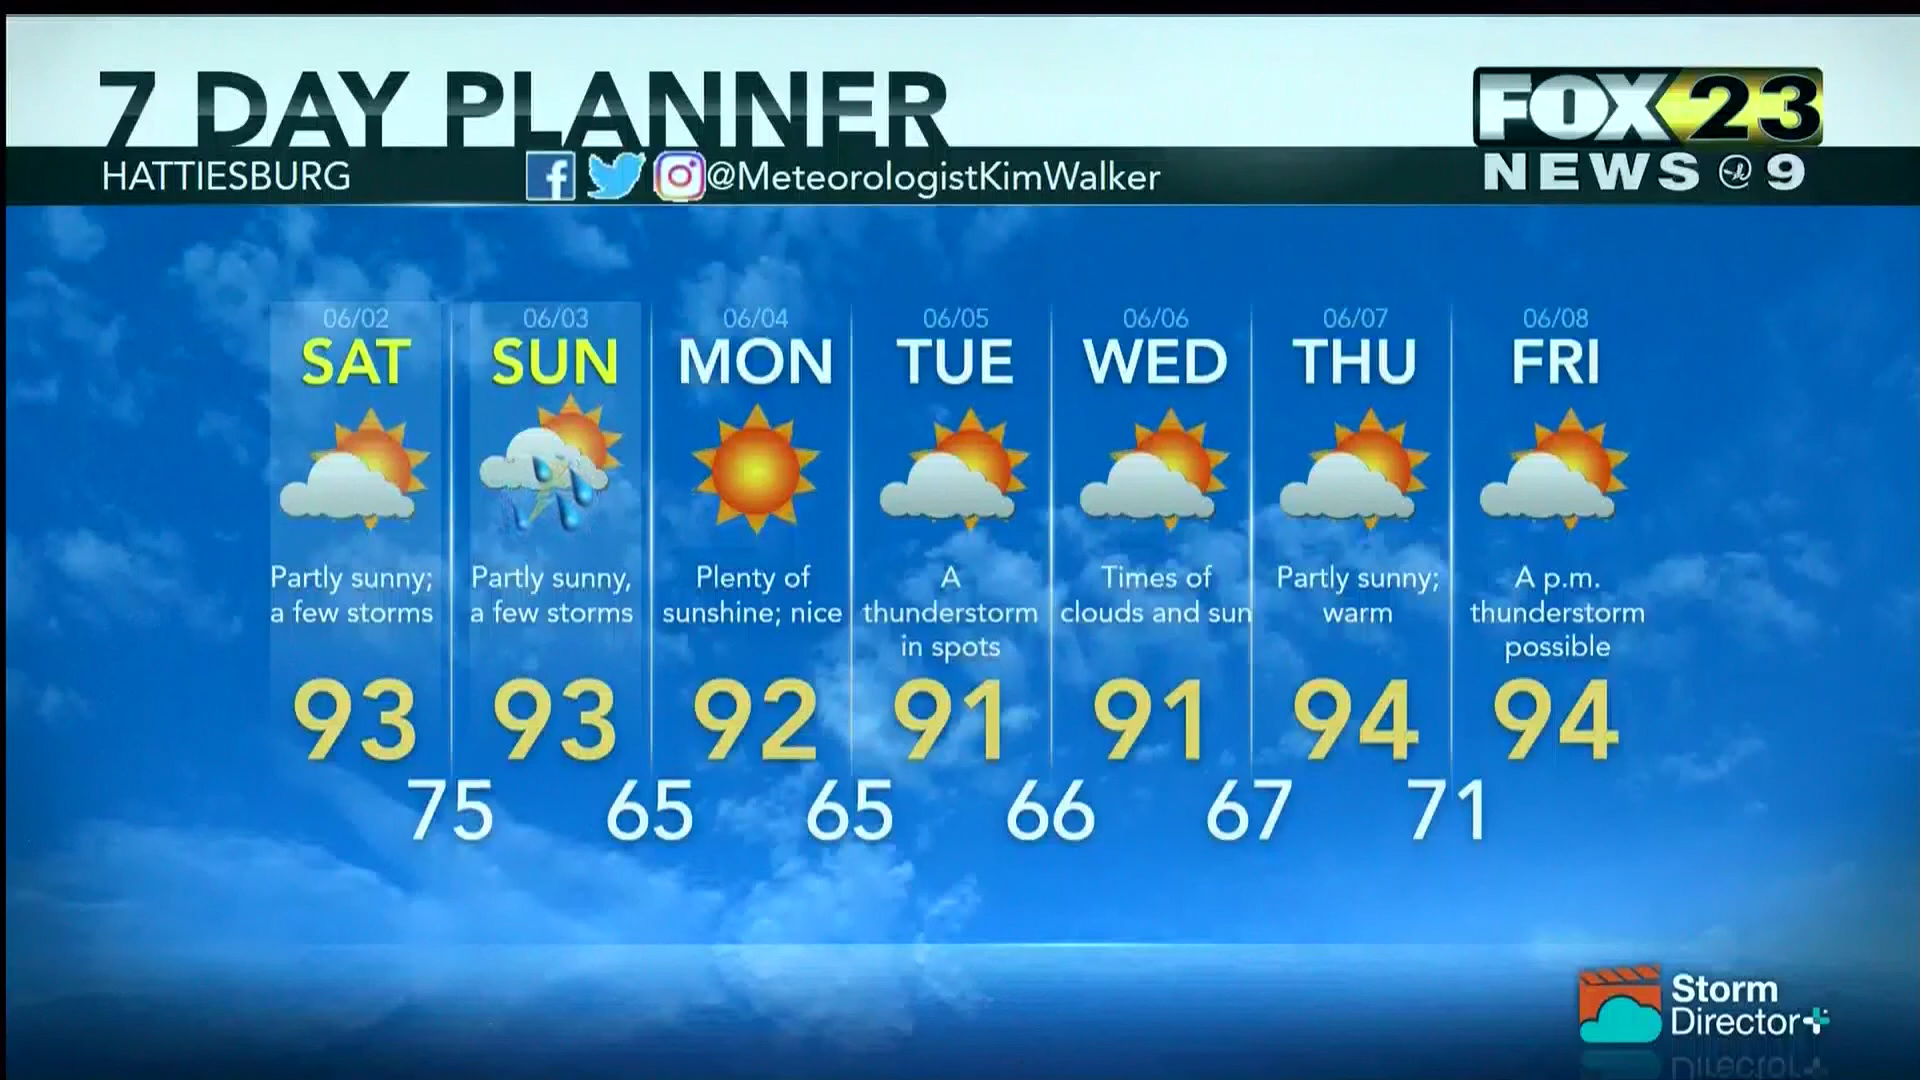 7 DAY PLANNER
HATTIESBURG
@MeteorologistKimWalker
FOX 23
NEWS @ 9
06/02
SAT
Partly sunny;
a few storms
93
06/03
SUN
Partly sunny,
a few storms
93
06/04
MON
Plenty of
sunshine; nice
92
06/05
TUE
A
thunderstorm
in spots
91
06/06
WED
Times of
clouds and sun
91
06/07
THU
Partly sunny;
warm
94
06/08
FRI
A p.m.
thunderstorm
possible
94
75 65 65 66 67 71
Storm
Director+